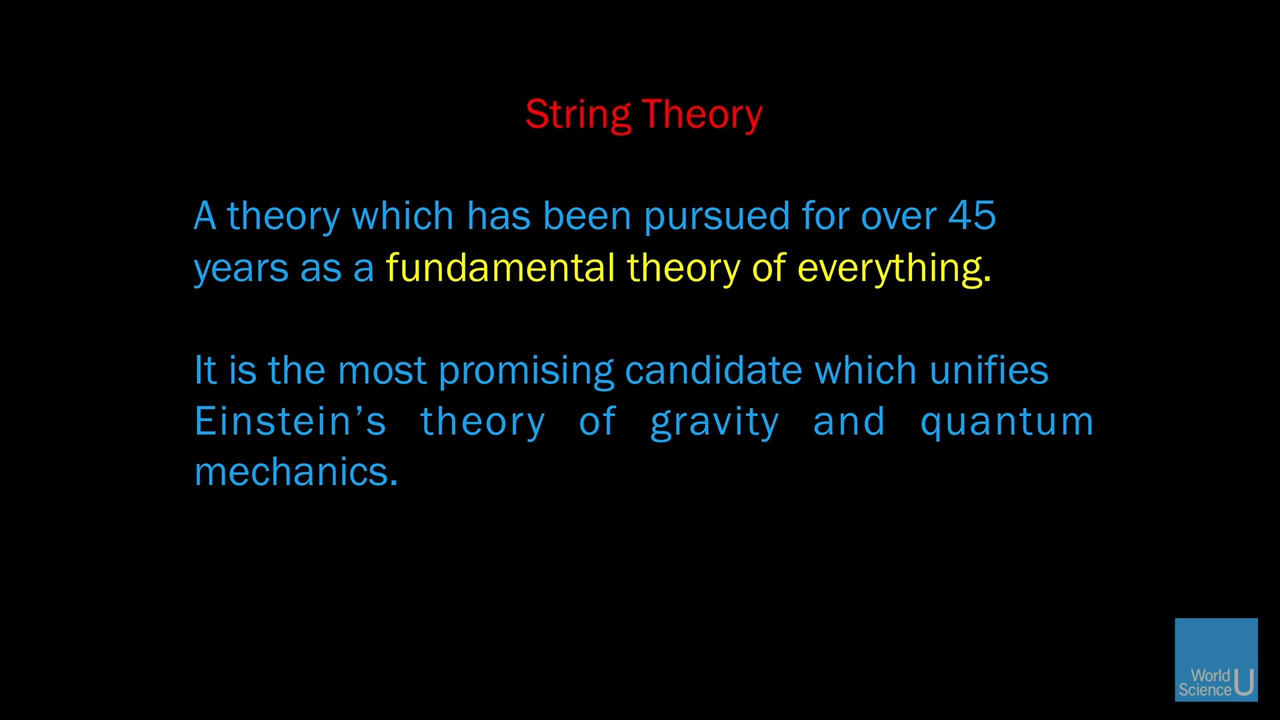 String Theory
A theory which has been pursued for over 45
years as a fundamental theory of everything.
It is the most promising candidate which unifies
Einstein’s theory of gravity and quantum
mechanics.
World
Science U